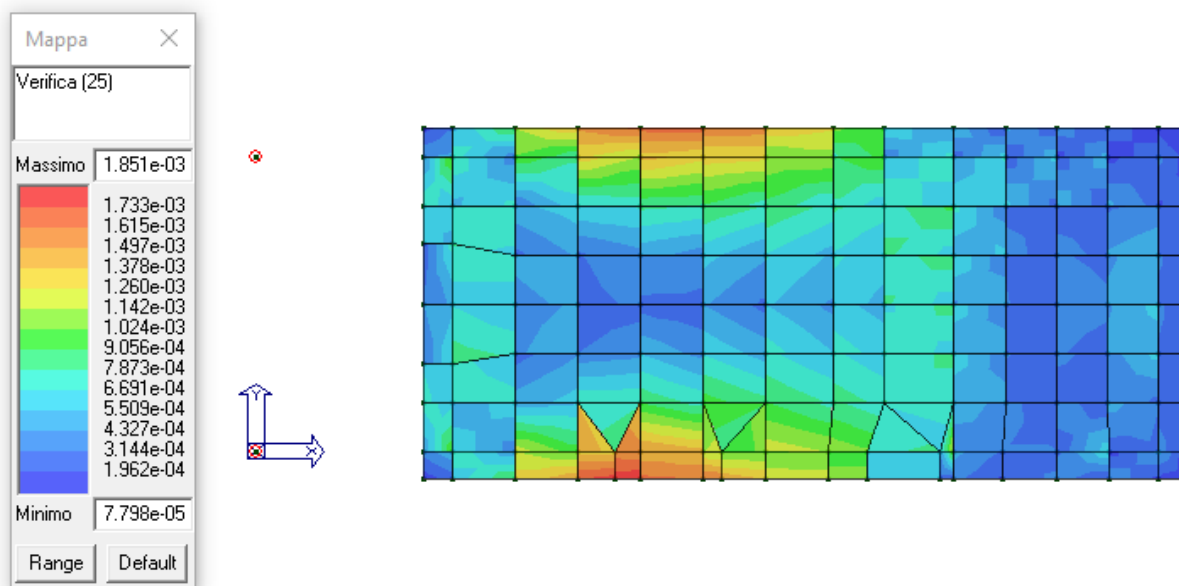 Mappa
Verifica (25)
Massimo 1.851e-03
1.733e-03
1.615e-03
1.497e-03
1.378e-03
1.260e-03
1.142e-03
1.024e-03
9.056e-04
7.873e-04
6.691e-04
5.509e-04
4.327e-04
3.144e-04
1.962e-04
Minimo 7.798e-05
Range Default
Y
X